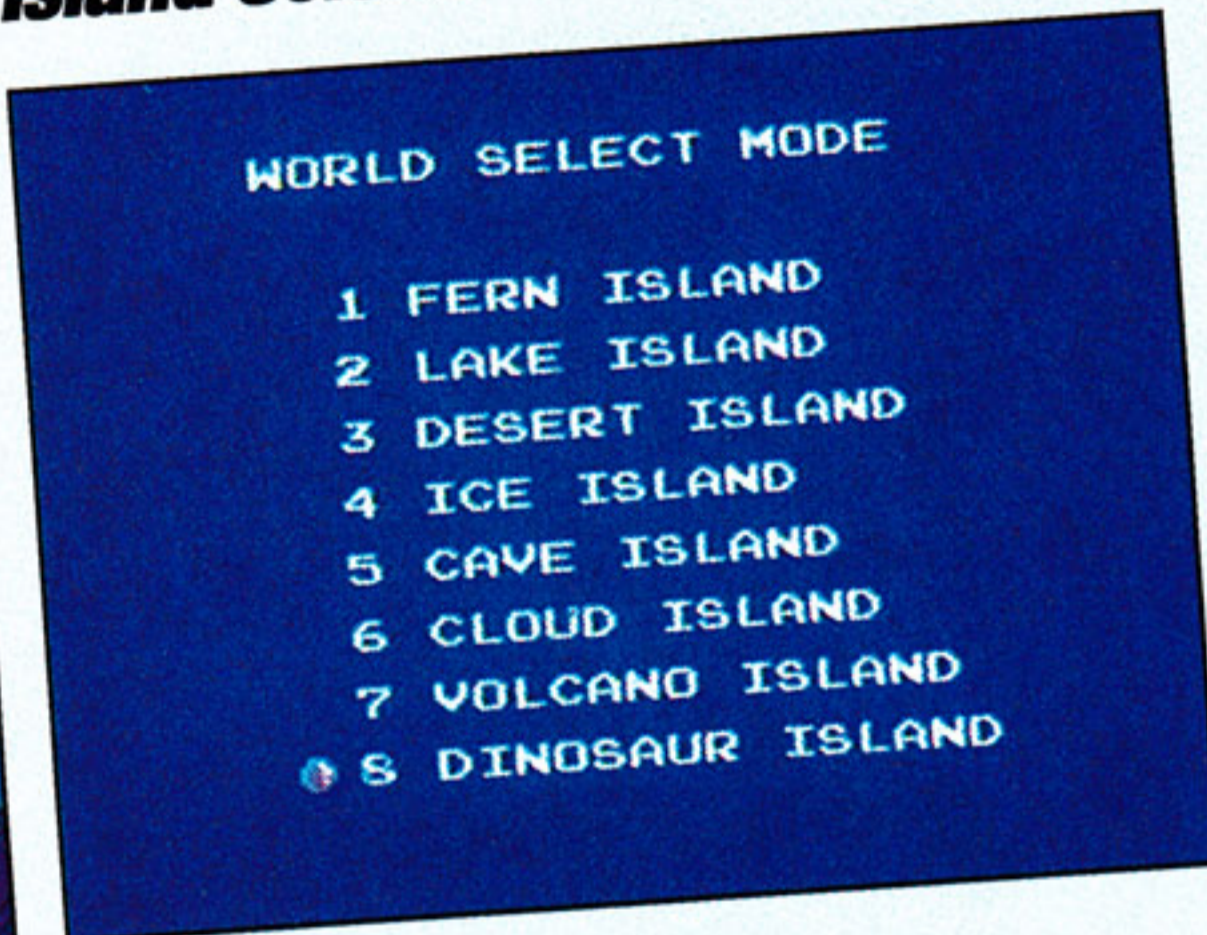 Island
WORLD SELECT MODE
1 FERN ISLAND
2 LAKE ISLAND
3 DESERT ISLAND
4 ICE ISLAND
5 CAVE ISLAND
6 CLOUD ISLAND
7 VOLCANO ISLAND
8 DINOSAUR ISLAND